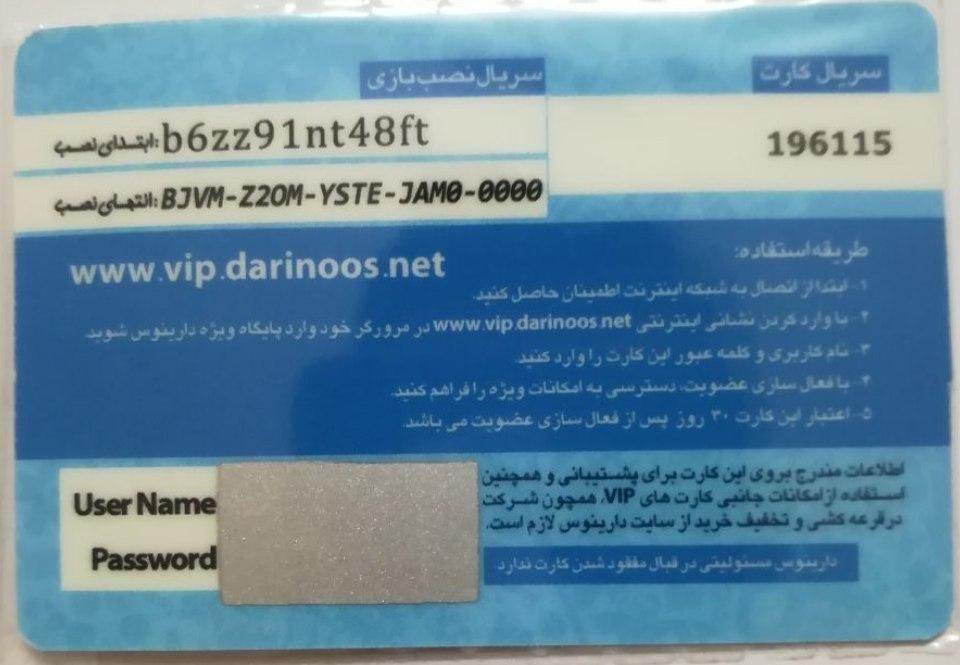 سریال کارت
196115
سریال نصب بازی
ابتدای نصب: b6zz91nt48ft
انتهای نصب: BJVM-Z2OM-YSTE-JAM0-0000
www.vip.darinoos.net
طریقه استفاده:
۱- ابتدا از اتصال به شبکه اینترنت اطمینان حاصل کنید.
۲- با وارد کردن نشانی اینترنتی www.vip.darinoos.net در مرورگر خود وارد پایگاه ویژه دارینوس شوید.
۳- نام کاربری و کلمه عبور این کارت را وارد کنید.
۴- با فعال سازی عضویت، دسترسی به امکانات ویژه را فراهم کنید.
۵- اعتبار این کارت ۳۰ روز پس از فعال سازی عضویت می باشد.
اطلاعات مندرج بروی این کارت برای پشتیبانی و همچنین
استفاده از امکانات جانبی کارت های VIP، همچون شرکت
در قرعه کشی و تخفیف خرید از سایت دارینوس لازم است.
دارینوس مسئولیتی در قبال مفقود شدن کارت ندارد.
User Name
Password